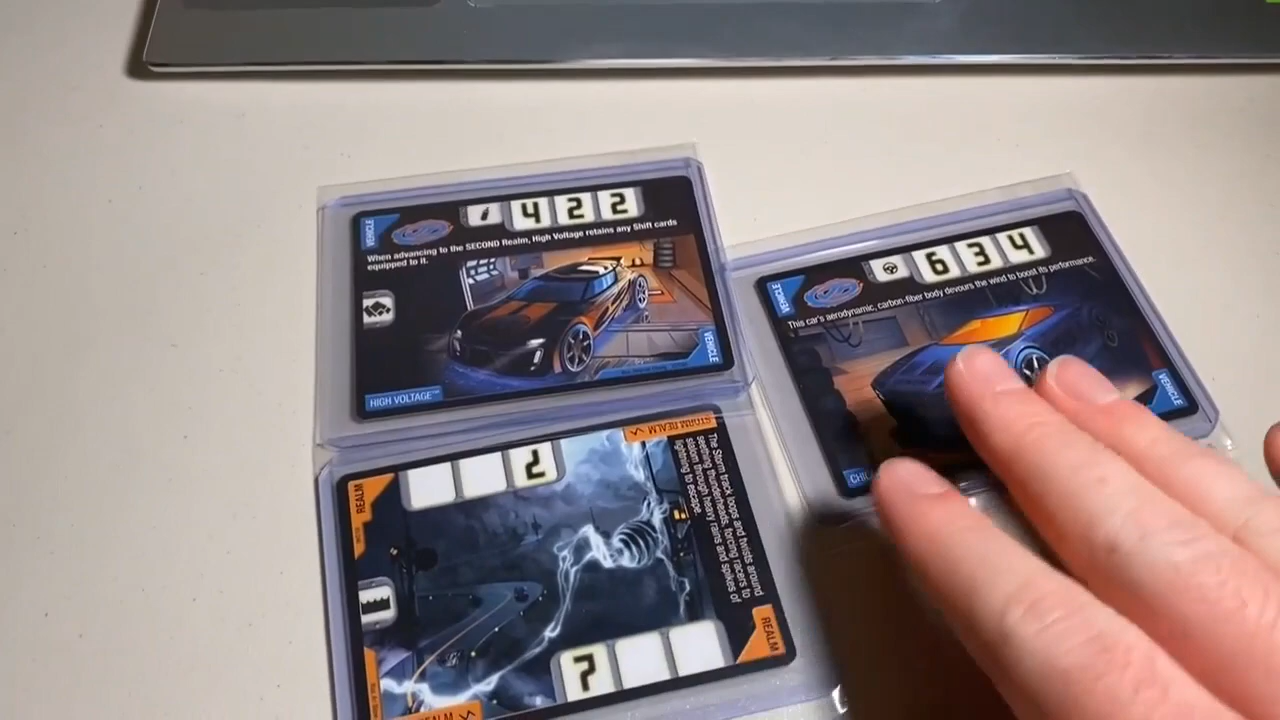 VEHICLE
4 2 2
When advancing to the SECOND Realm, High Voltage retains any Shift cards
equipped to it.
VEHICLE
HIGH VOLTAGE™
VEHICLE
6 3 4
This car's aerodynamic, carbon-fiber body devours the wind to boost its performance.
VEHICLE
STORM REALM
REALM
2
The Storm track loops and twists around
seething thunderheads, forcing racers to
slalom through heavy rains and spikes of
lightning to escape.
7
REALM